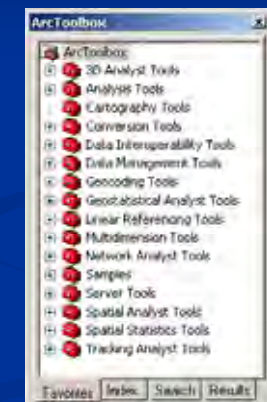 ArcToolbox
ArcToolbox
3D Analyst Tools
Analysis Tools
Cartography Tools
Conversion Tools
Data Interoperability Tools
Data Management Tools
Geocoding Tools
Geostatistical Analyst Tools
Linear Referencing Tools
Multidimension Tools
Network Analyst Tools
Samples
Server Tools
Spatial Analyst Tools
Spatial Statistics Tools
Tracking Analyst Tools
Favorites Index Search Results